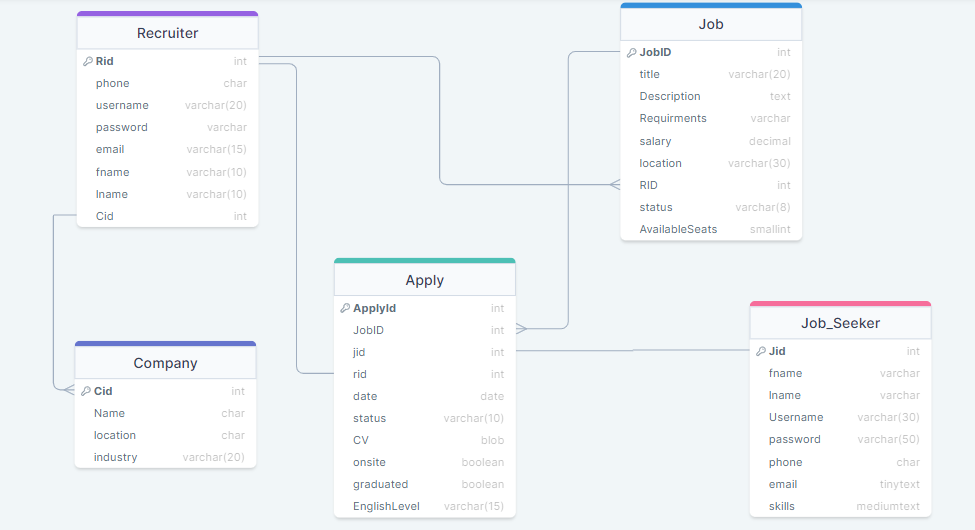 Recruiter
Rid int
phone char
username varchar(20)
password varchar
email varchar(15)
fname varchar(10)
lname varchar(10)
Cid int
Job
JobID int
title varchar(20)
Description text
Requirments varchar
salary decimal
location varchar(30)
RID int
status varchar(8)
AvailableSeats smallint
Apply
ApplyId int
JobID int
jid int
rid int
date date
status varchar(10)
CV blob
onsite boolean
graduated boolean
EnglishLevel varchar(15)
Company
Cid int
Name char
location char
industry varchar(20)
Job_Seeker
Jid int
fname varchar
lname varchar
Username varchar(30)
password varchar(50)
phone char
email tinytext
skills mediumtext